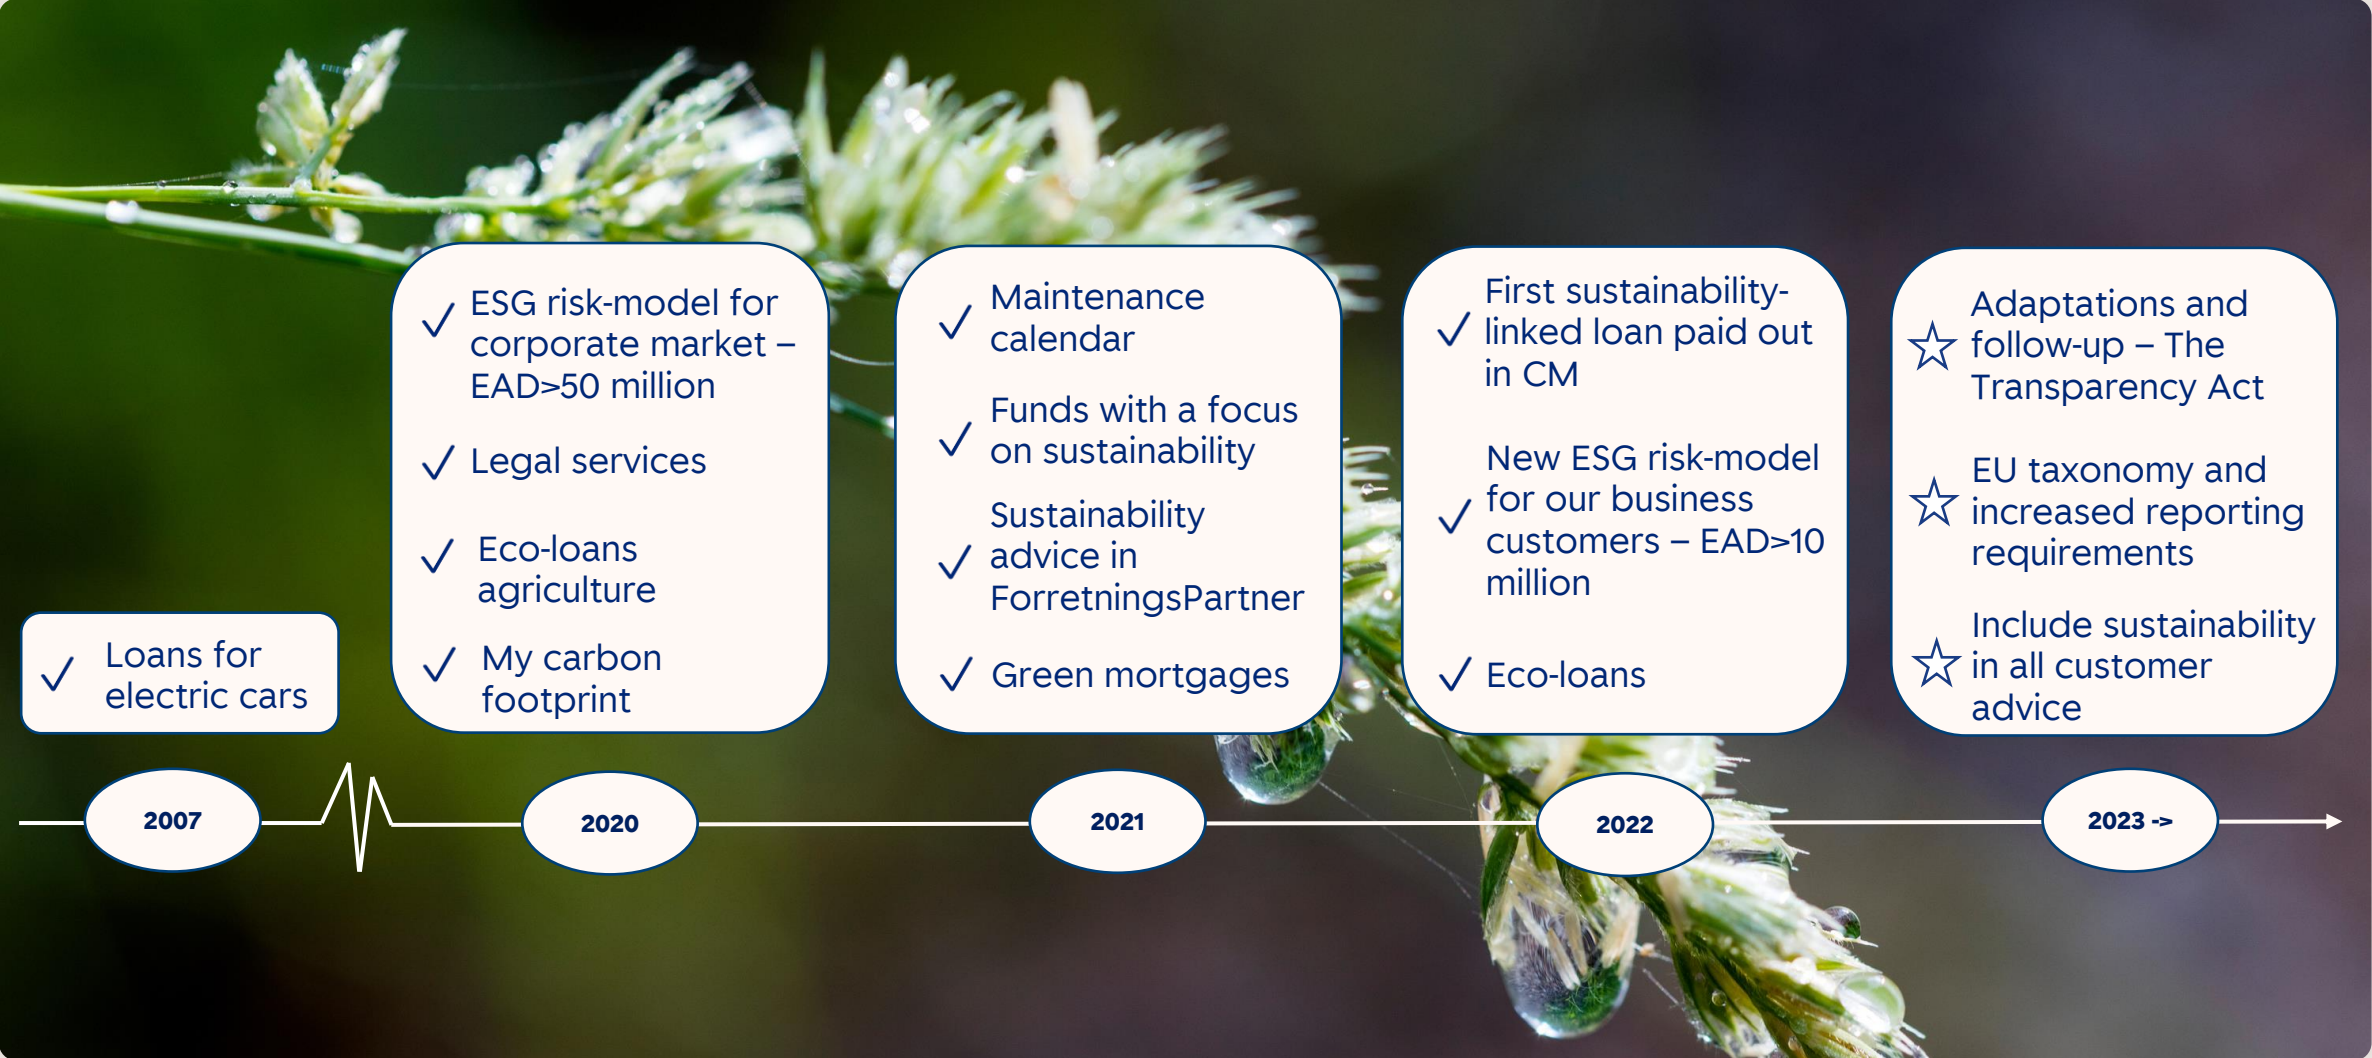 Loans for
electric cars
2007
ESG risk-model for
corporate market –
EAD>50 million
Legal services
Eco-loans
agriculture
My carbon
footprint
2020
Maintenance
calendar
Funds with a focus
on sustainability
Sustainability
advice in
ForretningsPartner
Green mortgages
2021
First sustainability-
linked loan paid out
in CM
New ESG risk-model
for our business
customers – EAD>10
million
Eco-loans
2022
Adaptations and
follow-up – The
Transparency Act
EU taxonomy and
increased reporting
requirements
Include sustainability
in all customer
advice
2023 ->